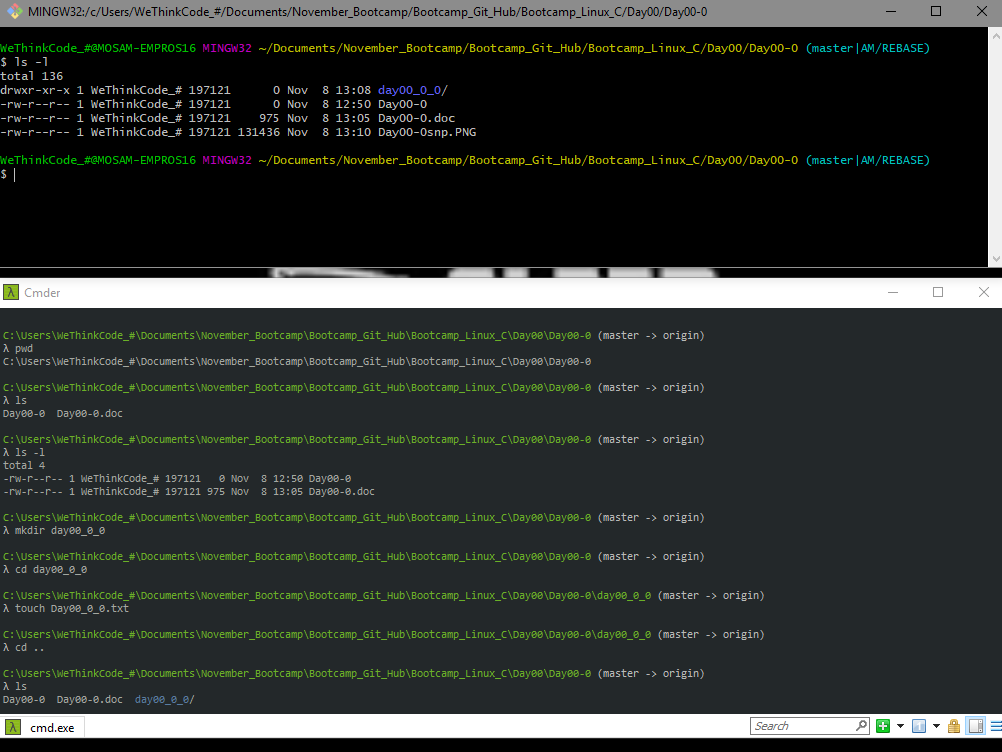 MINGW32:/c/Users/WeThinkCode_#/Documents/November_Bootcamp/Bootcamp_Git_Hub/Bootcamp_Linux_C/Day00/Day00-0
WeThinkCode_#@MOSAM-EMPROS16 MINGW32 ~/Documents/November_Bootcamp/Bootcamp_Git_Hub/Bootcamp_Linux_C/Day00/Day00-0 (master|AM/REBASE)
$ ls -l
total 136
drwxr-xr-x 1 WeThinkCode_# 197121      0 Nov  8 13:08 day00_0_0/
-rw-r--r-- 1 WeThinkCode_# 197121      0 Nov  8 12:50 Day00-0
-rw-r--r-- 1 WeThinkCode_# 197121    975 Nov  8 13:05 Day00-0.doc
-rw-r--r-- 1 WeThinkCode_# 197121 131436 Nov  8 13:10 Day00-0snp.PNG
WeThinkCode_#@MOSAM-EMPROS16 MINGW32 ~/Documents/November_Bootcamp/Bootcamp_Git_Hub/Bootcamp_Linux_C/Day00/Day00-0 (master|AM/REBASE)
$
λ Cmder
C:\Users\WeThinkCode_#\Documents\November_Bootcamp\Bootcamp_Git_Hub\Bootcamp_Linux_C\Day00\Day00-0 (master -> origin)
λ pwd
C:\Users\WeThinkCode_#\Documents\November_Bootcamp\Bootcamp_Git_Hub\Bootcamp_Linux_C\Day00\Day00-0
C:\Users\WeThinkCode_#\Documents\November_Bootcamp\Bootcamp_Git_Hub\Bootcamp_Linux_C\Day00\Day00-0 (master -> origin)
λ ls
Day00-0  Day00-0.doc
C:\Users\WeThinkCode_#\Documents\November_Bootcamp\Bootcamp_Git_Hub\Bootcamp_Linux_C\Day00\Day00-0 (master -> origin)
λ ls -l
total 4
-rw-r--r-- 1 WeThinkCode_# 197121   0 Nov  8 12:50 Day00-0
-rw-r--r-- 1 WeThinkCode_# 197121 975 Nov  8 13:05 Day00-0.doc
C:\Users\WeThinkCode_#\Documents\November_Bootcamp\Bootcamp_Git_Hub\Bootcamp_Linux_C\Day00\Day00-0 (master -> origin)
λ mkdir day00_0_0
C:\Users\WeThinkCode_#\Documents\November_Bootcamp\Bootcamp_Git_Hub\Bootcamp_Linux_C\Day00\Day00-0 (master -> origin)
λ cd day00_0_0
C:\Users\WeThinkCode_#\Documents\November_Bootcamp\Bootcamp_Git_Hub\Bootcamp_Linux_C\Day00\Day00-0\day00_0_0 (master -> origin)
λ touch Day00_0_0.txt
C:\Users\WeThinkCode_#\Documents\November_Bootcamp\Bootcamp_Git_Hub\Bootcamp_Linux_C\Day00\Day00-0\day00_0_0 (master -> origin)
λ cd ..
C:\Users\WeThinkCode_#\Documents\November_Bootcamp\Bootcamp_Git_Hub\Bootcamp_Linux_C\Day00\Day00-0 (master -> origin)
λ ls
Day00-0  Day00-0.doc  day00_0_0/
λ cmd.exe
Search